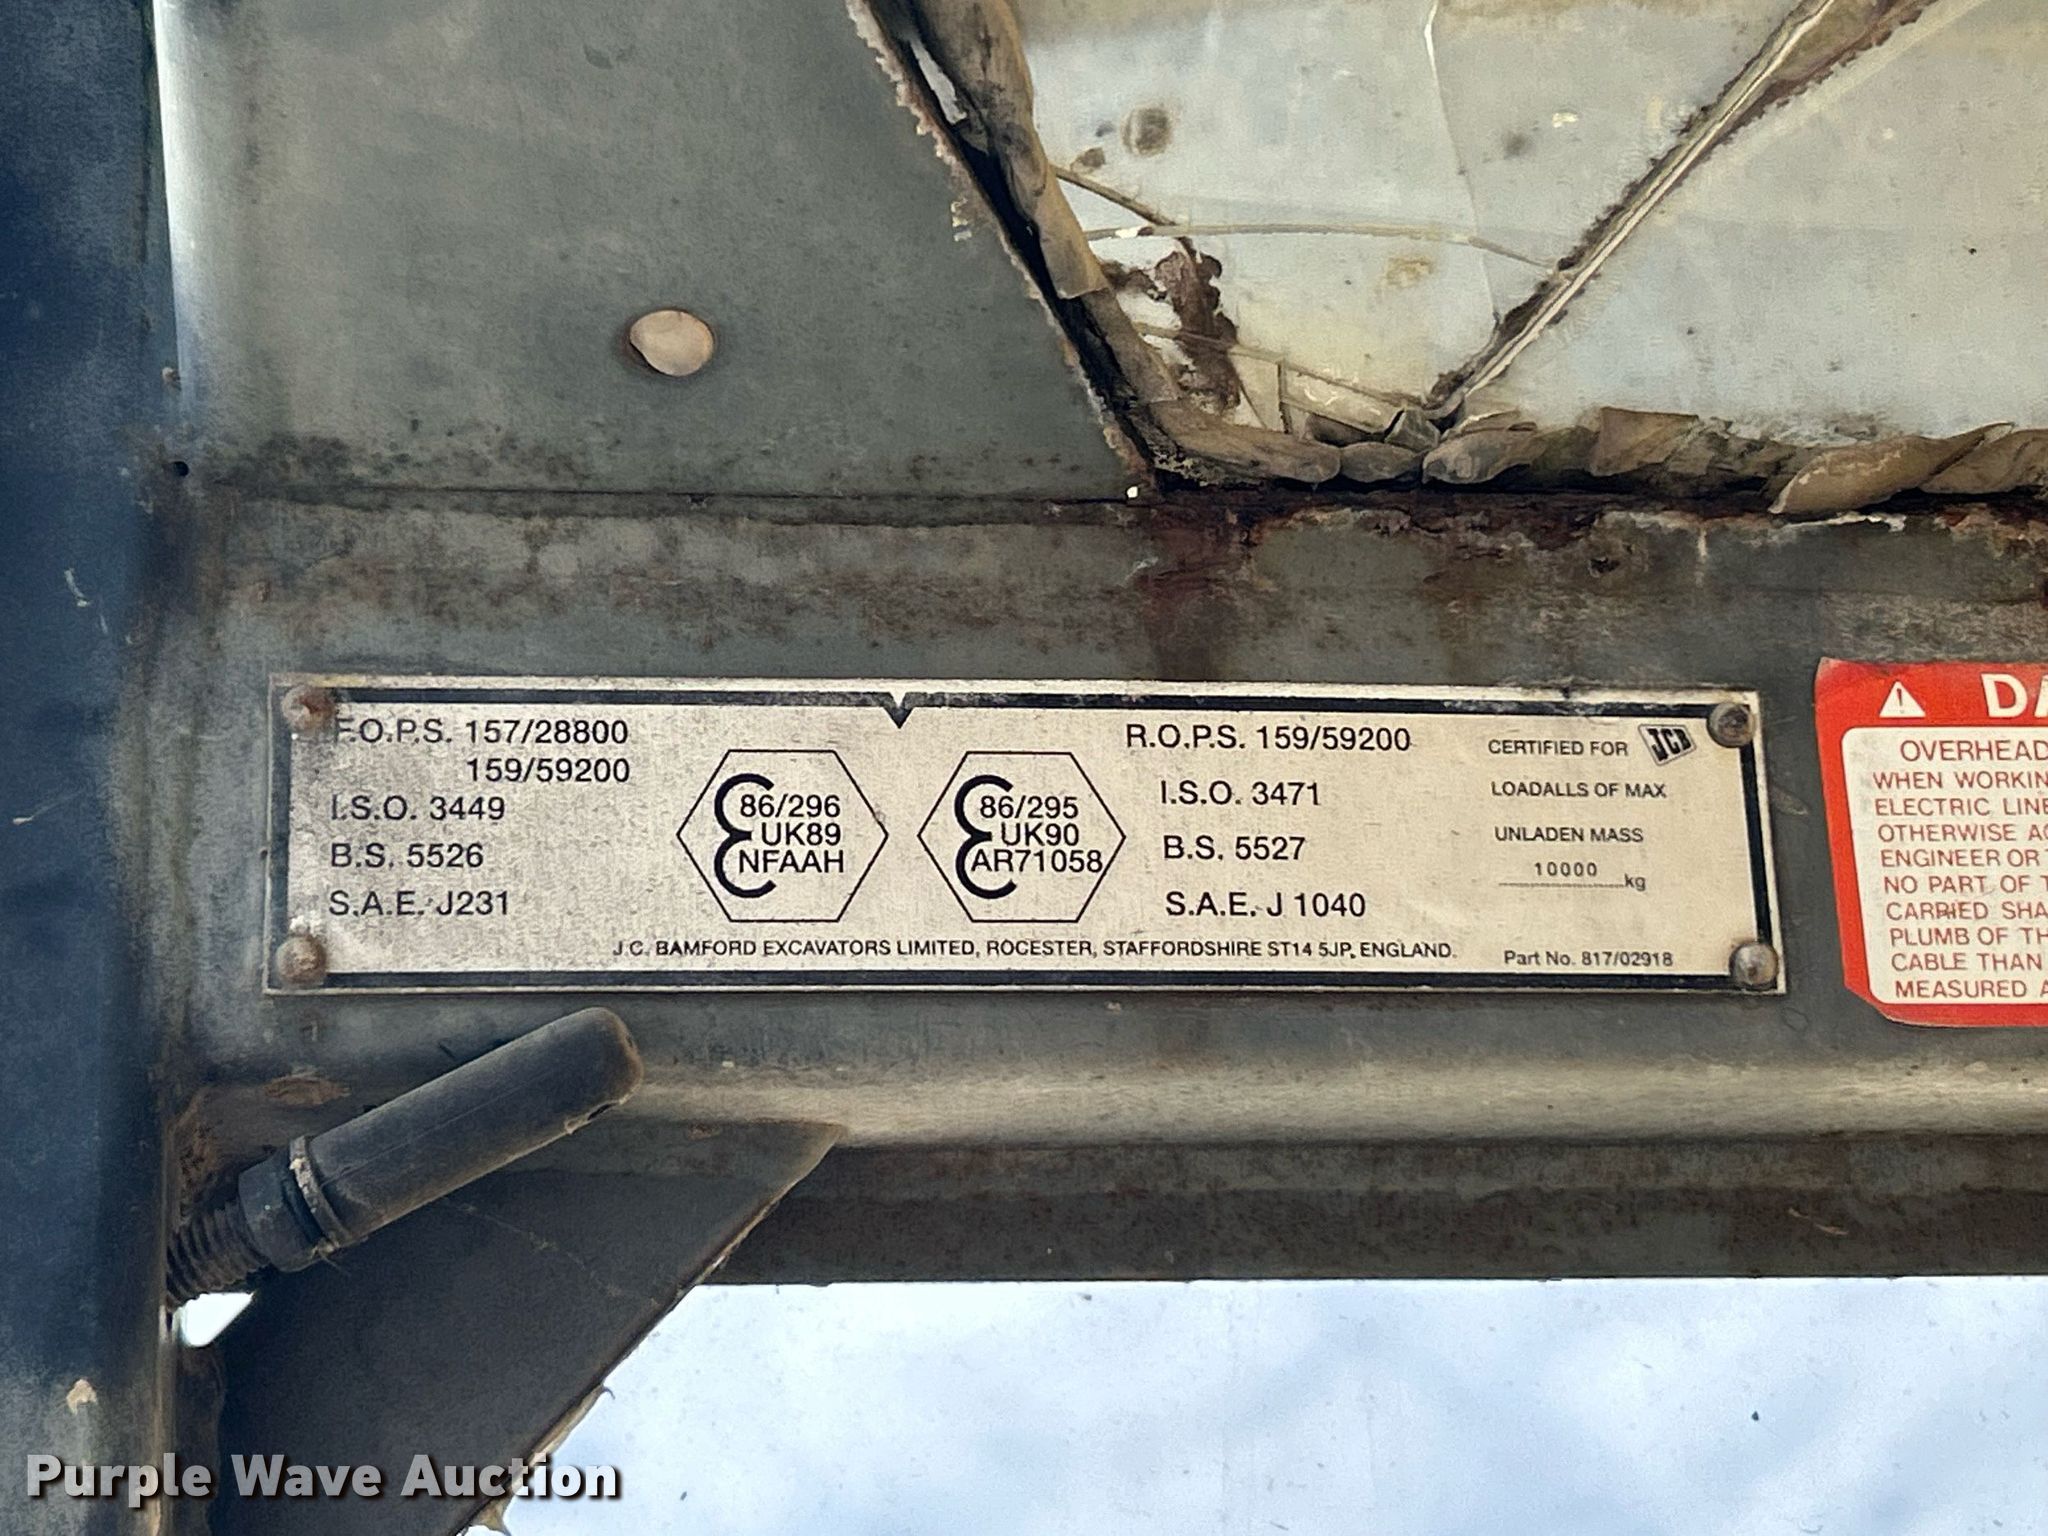 F.O.P.S. 157/28800
159/59200
I.S.O. 3449
B.S. 5526
S.A.E. J231
86/296
UK89
NFAAH
86/295
UK90
AR71058
R.O.P.S. 159/59200
I.S.O. 3471
B.S. 5527
S.A.E. J 1040
CERTIFIED FOR JCB
LOADALLS OF MAX
UNLADEN MASS
10000 kg
J.C. BAMFORD EXCAVATORS LIMITED, ROCESTER, STAFFORDSHIRE ST14 5JP, ENGLAND.
Part No. 817/02918
OVERHEAD
WHEN WORKIN
ELECTRIC LINE
OTHERWISE
ENGINEER OR
NO PART OF
CARRIED SHA
PLUMB OF TH
CABLE THAN
MEASURED
Purple Wave Auction